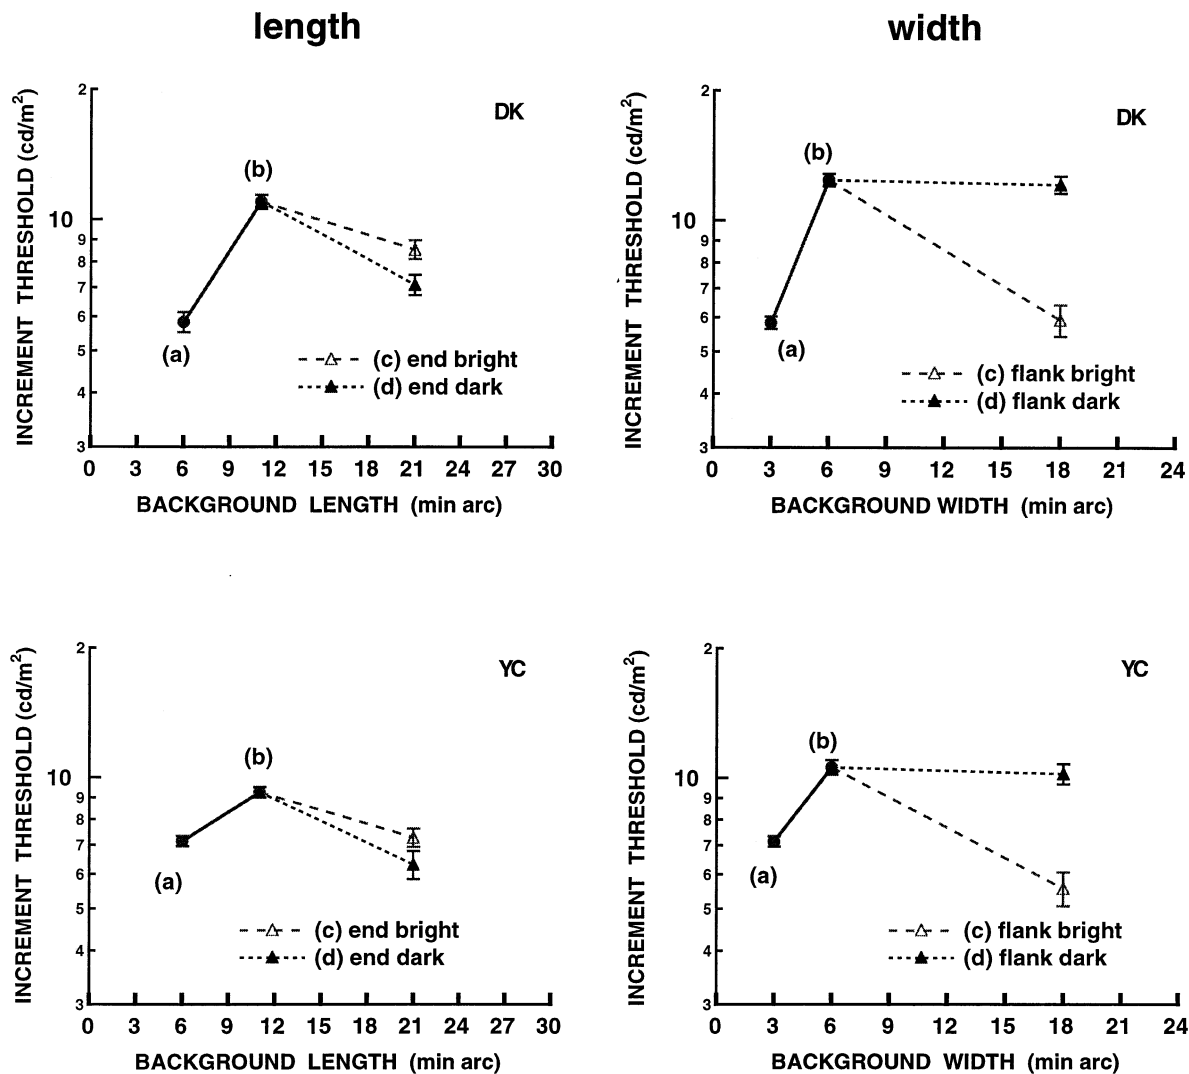 length
width
INCREMENT THRESHOLD (cd/m²)
2
10
9
8
7
6
5
4
3
DK
(b)
(a)
(c) end bright
(d) end dark
0 3 6 9 12 15 18 21 24 27 30
BACKGROUND LENGTH (min arc)
INCREMENT THRESHOLD (cd/m²)
2
10
9
8
7
6
5
4
3
DK
(b)
(a)
(c) flank bright
(d) flank dark
0 3 6 9 12 15 18 21 24
BACKGROUND WIDTH (min arc)
INCREMENT THRESHOLD (cd/m²)
2
10
9
8
7
6
5
4
3
YC
(b)
(a)
(c) end bright
(d) end dark
0 3 6 9 12 15 18 21 24 27 30
BACKGROUND LENGTH (min arc)
INCREMENT THRESHOLD (cd/m²)
2
10
9
8
7
6
5
4
3
YC
(b)
(a)
(c) flank bright
(d) flank dark
0 3 6 9 12 15 18 21 24
BACKGROUND WIDTH (min arc)